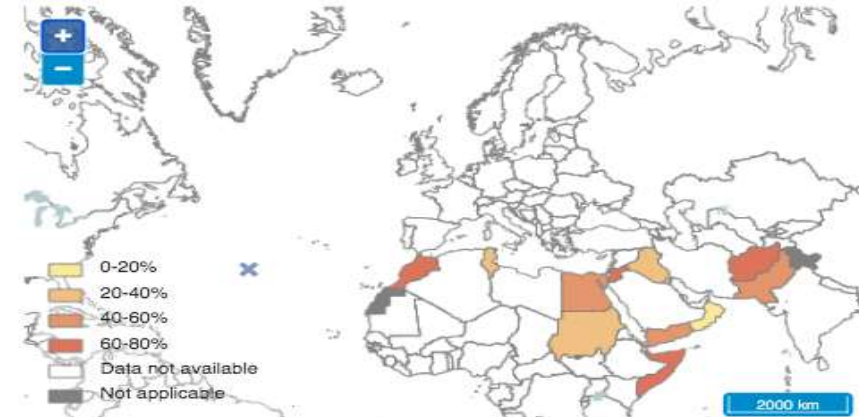 +
−
0-20%
20-40%
40-60%
60-80%
Data not available
Not applicable
2000 km